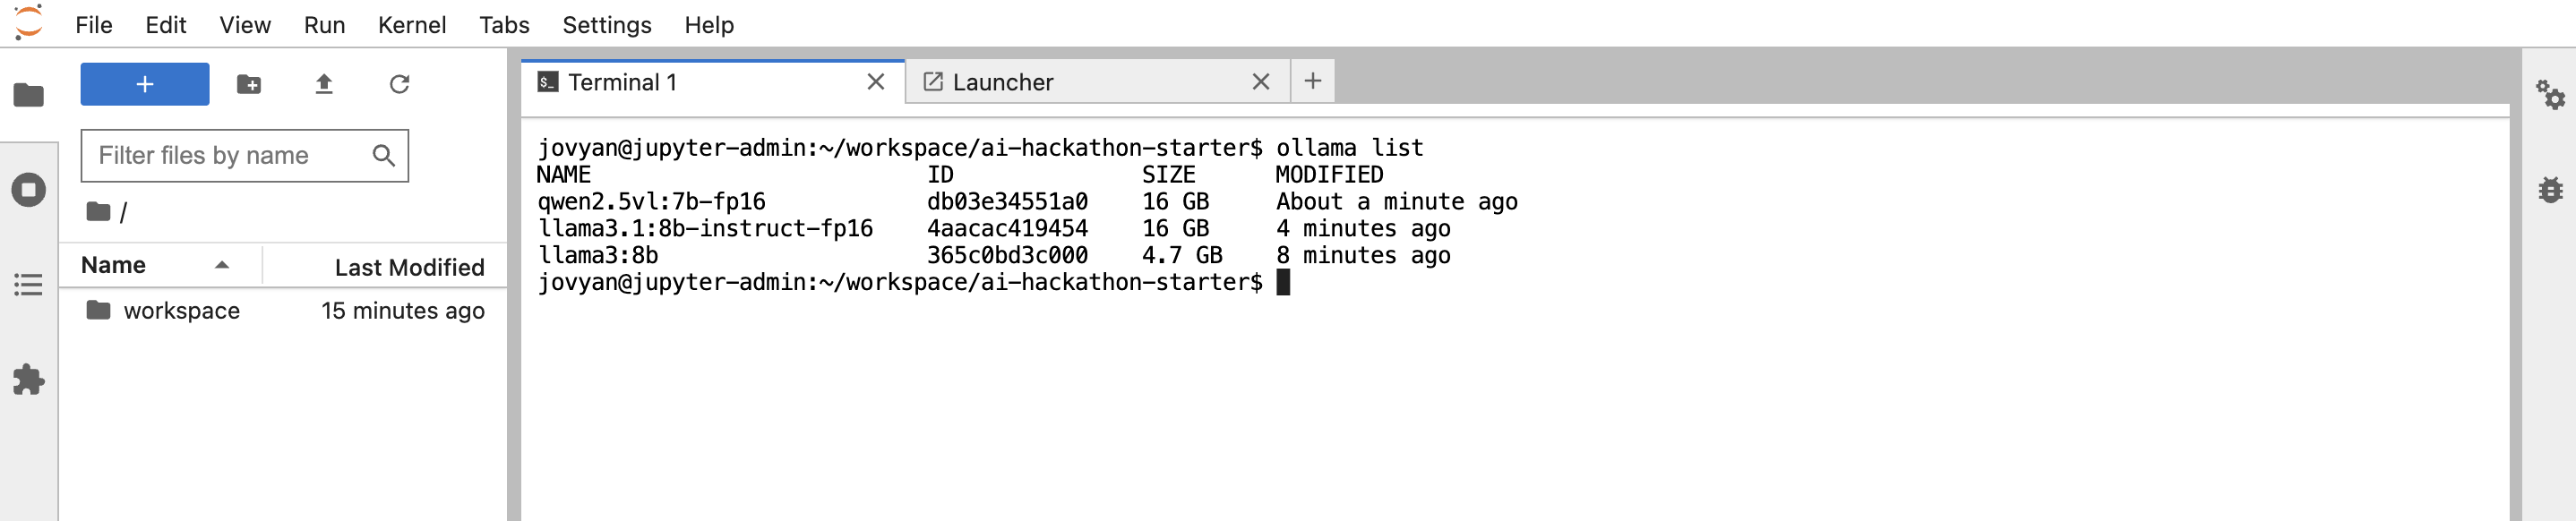 File Edit View Run Kernel Tabs Settings Help
+
Filter files by name
/
Name Last Modified
workspace 15 minutes ago
$_ Terminal 1
Launcher
+
jovyan@jupyter-admin:~/workspace/ai-hackathon-starter$ ollama list
NAME ID SIZE MODIFIED
qwen2.5vl:7b-fp16 db03e34551a0 16 GB About a minute ago
llama3.1:8b-instruct-fp16 4aacac419454 16 GB 4 minutes ago
llama3:8b 365c0bd3c000 4.7 GB 8 minutes ago
jovyan@jupyter-admin:~/workspace/ai-hackathon-starter$